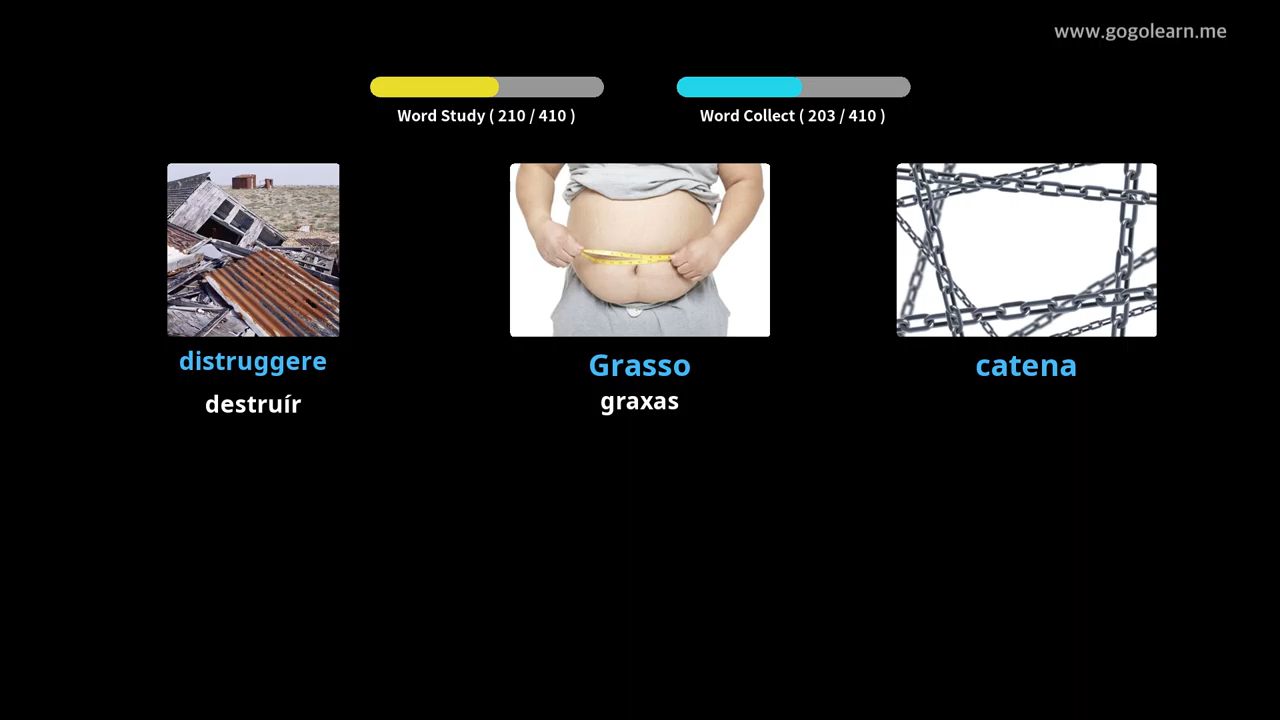 www.gogolearn.me
Word Study ( 210 / 410 )
Word Collect ( 203 / 410 )
distruggere
destruír
Grasso
graxas
catena